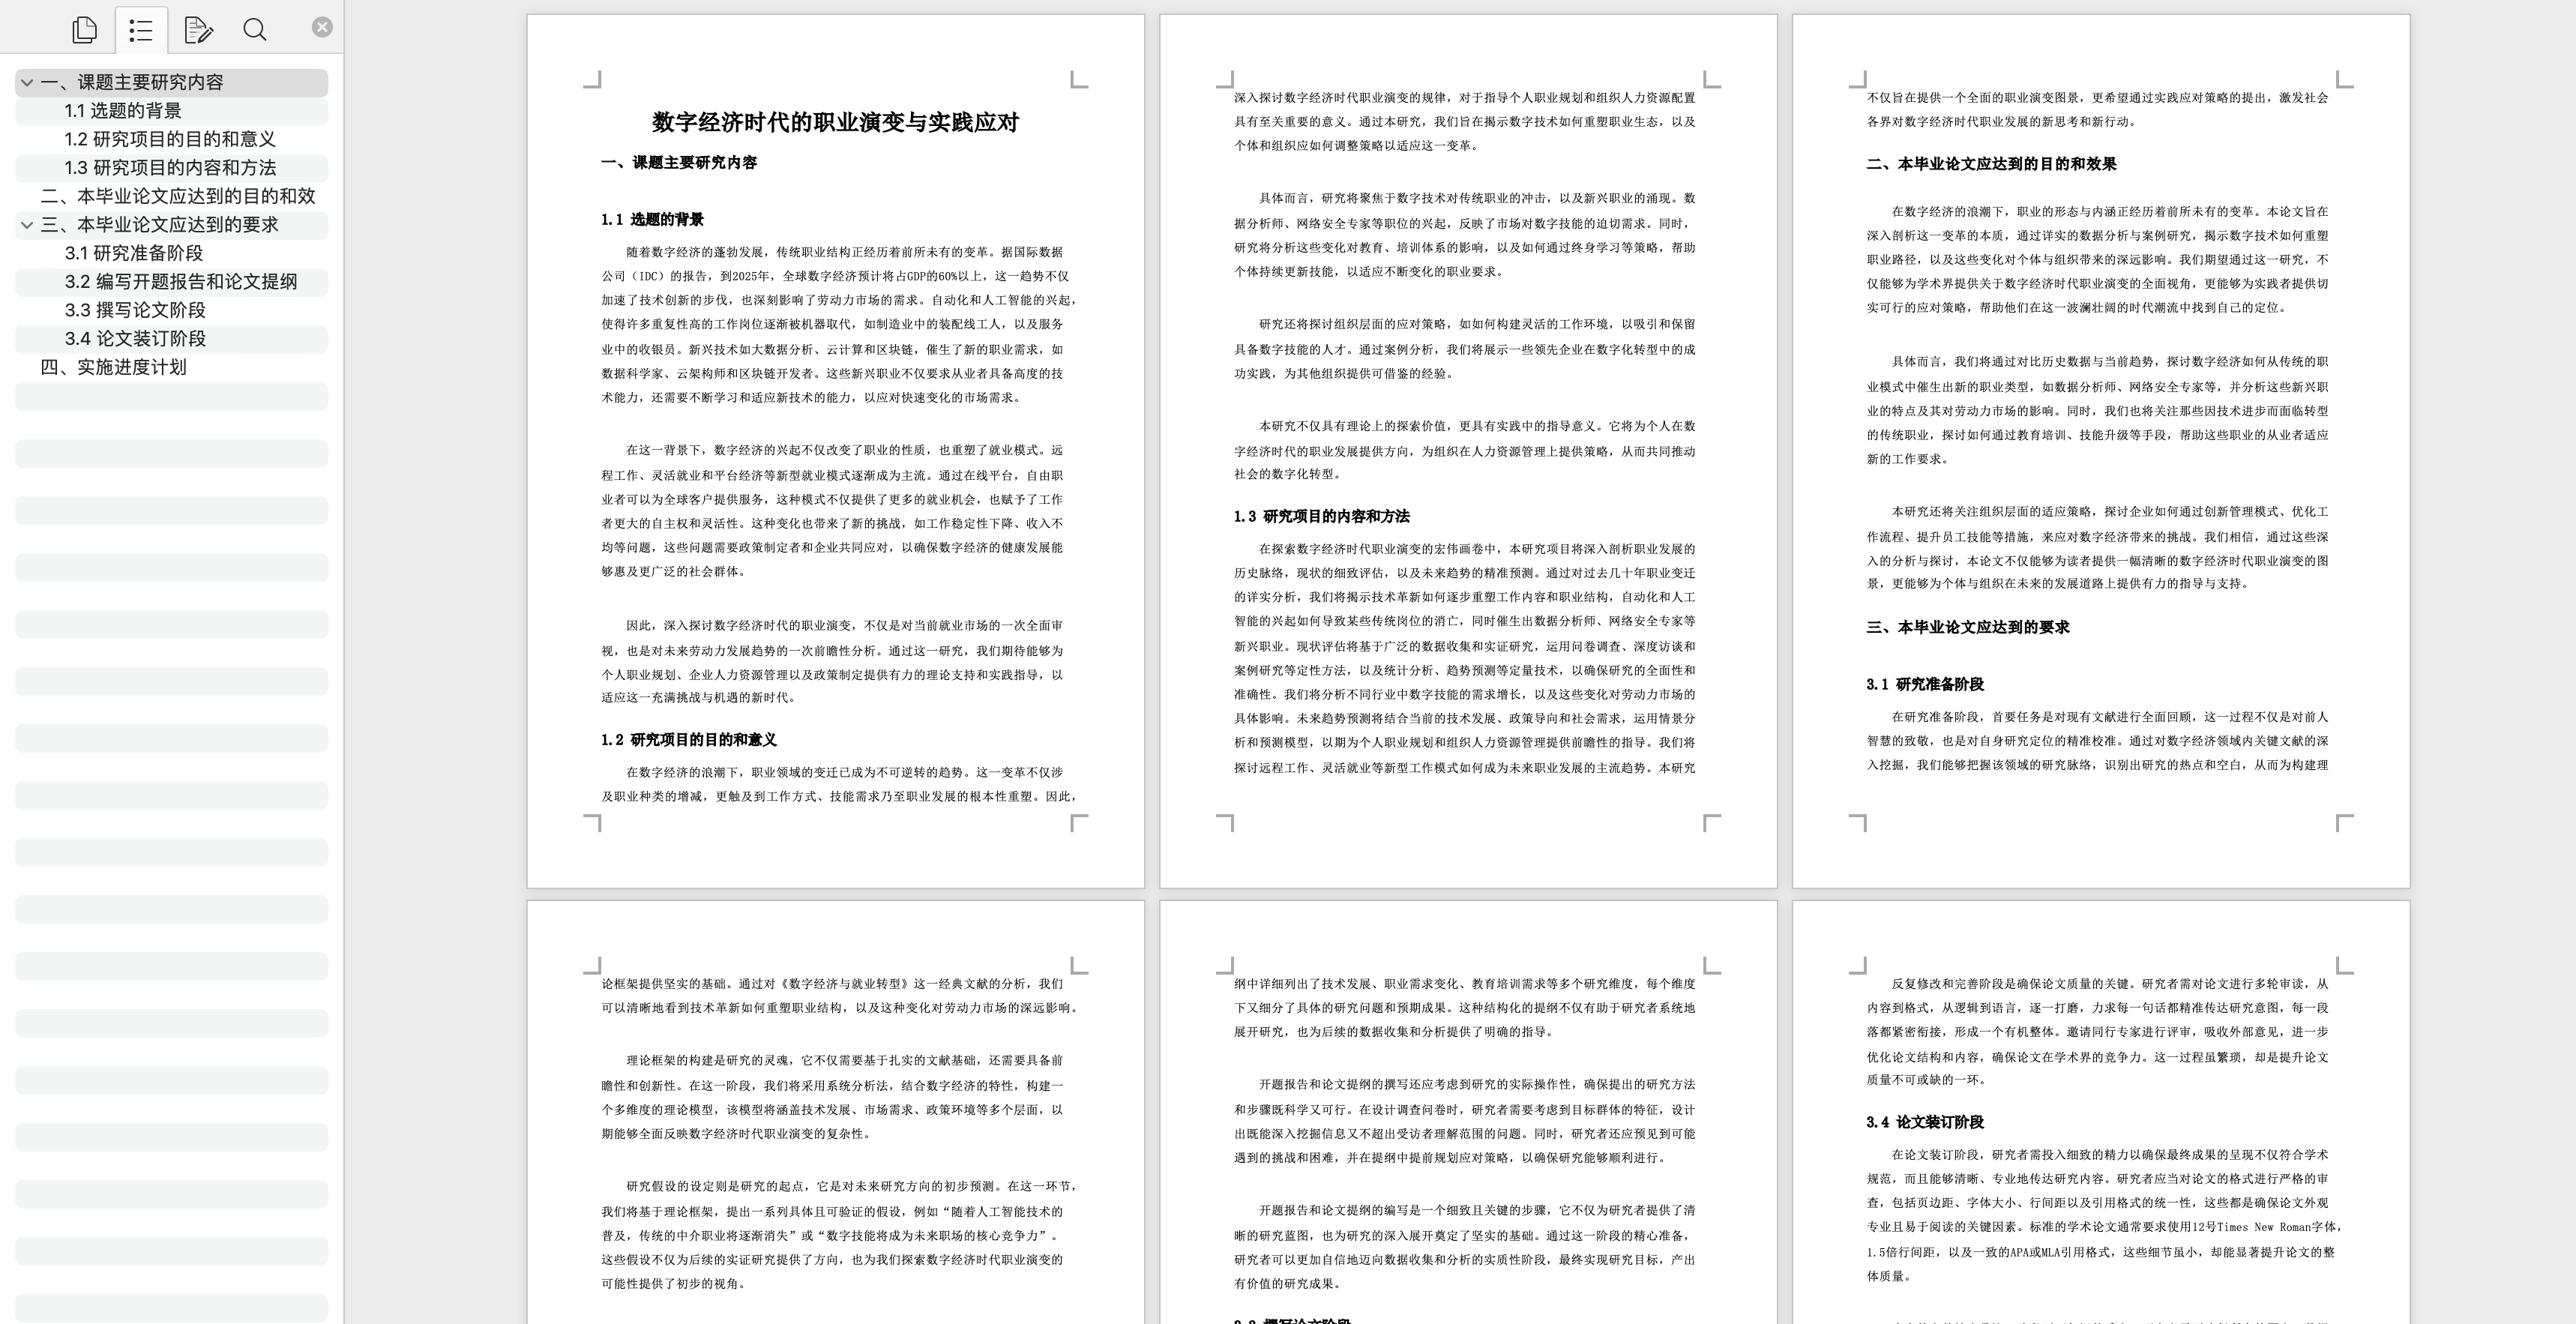 一、课题主要研究内容
1.1 选题的背景
1.2 研究项目的目的和意义
1.3 研究项目的内容和方法
二、本毕业论文应达到的目的和效
三、本毕业论文应达到的要求
3.1 研究准备阶段
3.2 编写开题报告和论文提纲
3.3 撰写论文阶段
3.4 论文装订阶段
四、实施进度计划
数字经济时代的职业演变与实践应对
一、课题主要研究内容
1.1 选题的背景
随着数字经济的蓬勃发展，传统职业结构正经历着前所未有的变革。据国际数据
公司（IDC）的报告，到2025年，全球数字经济预计将占GDP的60%以上，这一趋势不仅
加速了技术创新的步伐，也深刻影响了劳动力市场的需求。自动化和人工智能的兴起，
使得许多重复性高的工作岗位逐渐被机器取代，如制造业中的装配线工人，以及服务
业中的收银员。新兴技术如大数据分析、云计算和区块链，催生了新的职业需求，如
数据科学家、云架构师和区块链开发者。这些新兴职业不仅要求从业者具备高度的技
术能力，还需要不断学习和适应新技术的能力，以应对快速变化的市场需求。
在这一背景下，数字经济的兴起不仅改变了职业的性质，也重塑了就业模式。远
程工作、灵活就业和平台经济等新型就业模式逐渐成为主流。通过在线平台，自由职
业者可以为全球客户提供服务，这种模式不仅提供了更多的就业机会，也赋予了工作
者更大的自主权和灵活性。这种变化也带来了新的挑战，如工作稳定性下降、收入不
均等问题，这些问题需要政策制定者和企业共同应对，以确保数字经济的健康发展能
够惠及更广泛的社会群体。
因此，深入探讨数字经济时代的职业演变，不仅是对当前就业市场的一次全面审
视，也是对未来劳动力发展趋势的一次前瞻性分析。通过这一研究，我们期待能够为
个人职业规划、企业人力资源管理以及政策制定提供有力的理论支持和实践指导，以
适应这一充满挑战与机遇的新时代。
1.2 研究项目的目的和意义
在数字经济的浪潮下，职业领域的变迁已成为不可逆转的趋势。这一变革不仅涉
及职业种类的增减，更触及到工作方式、技能需求乃至职业发展的根本性重塑。因此，
深入探讨数字经济时代职业演变的规律，对于指导个人职业规划和组织人力资源配置
具有至关重要的意义。通过本研究，我们旨在揭示数字技术如何重塑职业生态，以及
个体和组织应如何调整策略以适应这一变革。
具体而言，研究将聚焦于数字技术对传统职业的冲击，以及新兴职业的涌现。数
据分析师、网络安全专家等职位的兴起，反映了市场对数字技能的迫切需求。同时，
研究将分析这些变化对教育、培训体系的影响，以及如何通过终身学习等策略，帮助
个体持续更新技能，以适应不断变化的职业要求。
研究还将探讨组织层面的应对策略，如如何构建灵活的工作环境，以吸引和保留
具备数字技能的人才。通过案例分析，我们将展示一些领先企业在数字化转型中的成
功实践，为其他组织提供可借鉴的经验。
本研究不仅具有理论上的探索价值，更具有实践中的指导意义。它将为个人在数
字经济时代的职业发展提供方向，为组织在人力资源管理上提供策略，从而共同推动
社会的数字化转型。
1.3 研究项目的内容和方法
在探索数字经济时代职业演变的宏伟画卷中，本研究项目将深入剖析职业发展的
历史脉络，现状的细致评估，以及未来趋势的精准预测。通过对过去几十年职业变迁
的详实分析，我们将揭示技术革新如何逐步重塑工作内容和职业结构，自动化和人工
智能的兴起如何导致某些传统岗位的消亡，同时催生出数据分析师、网络安全专家等
新兴职业。现状评估将基于广泛的数据收集和实证研究，运用问卷调查、深度访谈和
案例研究等定性方法，以及统计分析、趋势预测等定量技术，以确保研究的全面性和
准确性。我们将分析不同行业中数字技能的需求增长，以及这些变化对劳动力市场的
具体影响。未来趋势预测将结合当前的技术发展、政策导向和社会需求，运用情景分
析和预测模型，以期为个人职业规划和组织人力资源管理提供前瞻性的指导。我们将
探讨远程工作、灵活就业等新型工作模式如何成为未来职业发展的主流趋势。本研究
不仅旨在提供一个全面的职业演变图景，更希望通过实践应对策略的提出，激发社会
各界对数字经济时代职业发展的新思考和新行动。
二、本毕业论文应达到的目的和效果
在数字经济的浪潮下，职业的形态与内涵正经历着前所未有的变革。本论文旨在
深入剖析这一变革的本质，通过详实的数据分析与案例研究，揭示数字技术如何重塑
职业路径，以及这些变化对个体与组织带来的深远影响。我们期望通过这一研究，不
仅能够为学术界提供关于数字经济时代职业演变的全面视角，更能够为实践者提供切
实可行的应对策略，帮助他们在这一波澜壮阔的时代潮流中找到自己的定位。
具体而言，我们将通过对比历史数据与当前趋势，探讨数字经济如何从传统的职
业模式中催生出新的职业类型，如数据分析师、网络安全专家等，并分析这些新兴职
业的特点及其对劳动力市场的影响。同时，我们也将关注那些因技术进步而面临转型
的传统职业，探讨如何通过教育培训、技能升级等手段，帮助这些职业的从业者适应
新的工作要求。
本研究还将关注组织层面的适应策略，探讨企业如何通过创新管理模式、优化工
作流程、提升员工技能等措施，来应对数字经济带来的挑战。我们相信，通过这些深
入的分析与探讨，本论文不仅能够为读者提供一幅清晰的数字经济时代职业演变的图
景，更能够为个体与组织在未来的发展道路上提供有力的指导与支持。
三、本毕业论文应达到的要求
3.1 研究准备阶段
在研究准备阶段，首要任务是对现有文献进行全面回顾，这一过程不仅是对前人
智慧的致敬，也是对自身研究定位的精准校准。通过对数字经济领域内关键文献的深
入挖掘，我们能够把握该领域的研究脉络，识别出研究的热点和空白，从而为构建理
论框架提供坚实的基础。通过对《数字经济与就业转型》这一经典文献的分析，我们
可以清晰地看到技术革新如何重塑职业结构，以及这种变化对劳动力市场的深远影响。
理论框架的构建是研究的灵魂，它不仅需要基于扎实的文献基础，还需要具备前
瞻性和创新性。在这一阶段，我们将采用系统分析法，结合数字经济的特性，构建一
个多维度的理论模型，该模型将涵盖技术发展、市场需求、政策环境等多个层面，以
期能够全面反映数字经济时代职业演变的复杂性。
研究假设的设定则是研究的起点，它是对未来研究方向的初步预测。在这一环节，
我们将基于理论框架，提出一系列具体且可验证的假设，例如“随着人工智能技术的
普及，传统的中介职业将逐渐消失”或“数字技能将成为未来职场的核心竞争力”。
这些假设不仅为后续的实证研究提供了方向，也为我们探索数字经济时代职业演变的
可能性提供了初步的视角。
纲中详细列出了技术发展、职业需求变化、教育培训需求等多个研究维度，每个维度
下又细分了具体的研究问题和预期成果。这种结构化的提纲不仅有助于研究者系统地
展开研究，也为后续的数据收集和分析提供了明确的指导。
开题报告和论文提纲的撰写还应考虑到研究的实际操作性，确保提出的研究方法
和步骤既科学又可行。在设计调查问卷时，研究者需要考虑到目标群体的特征，设计
出既能深入挖掘信息又不超出受访者理解范围的问题。同时，研究者还应预见到可能
遇到的挑战和困难，并在提纲中提前规划应对策略，以确保研究能够顺利进行。
开题报告和论文提纲的编写是一个细致且关键的步骤，它不仅为研究者提供了清
晰的研究蓝图，也为研究的深入展开奠定了坚实的基础。通过这一阶段的精心准备，
研究者可以更加自信地迈向数据收集和分析的实质性阶段，最终实现研究目标，产出
有价值的研究成果。
反复修改和完善阶段是确保论文质量的关键。研究者需对论文进行多轮审读，从
内容到格式，从逻辑到语言，逐一打磨，力求每一句话都精准传达研究意图，每一段
落都紧密衔接，形成一个有机整体。邀请同行专家进行评审，吸收外部意见，进一步
优化论文结构和内容，确保论文在学术界的竞争力。这一过程虽繁琐，却是提升论文
质量不可或缺的一环。
3.4 论文装订阶段
在论文装订阶段，研究者需投入细致的精力以确保最终成果的呈现不仅符合学术
规范，而且能够清晰、专业地传达研究内容。研究者应当对论文的格式进行严格的审
查，包括页边距、字体大小、行间距以及引用格式的统一性，这些都是确保论文外观
专业且易于阅读的关键因素。标准的学术论文通常要求使用12号Times New Roman字体，
1.5倍行间距，以及一致的APA或MLA引用格式，这些细节虽小，却能显著提升论文的整
体质量。